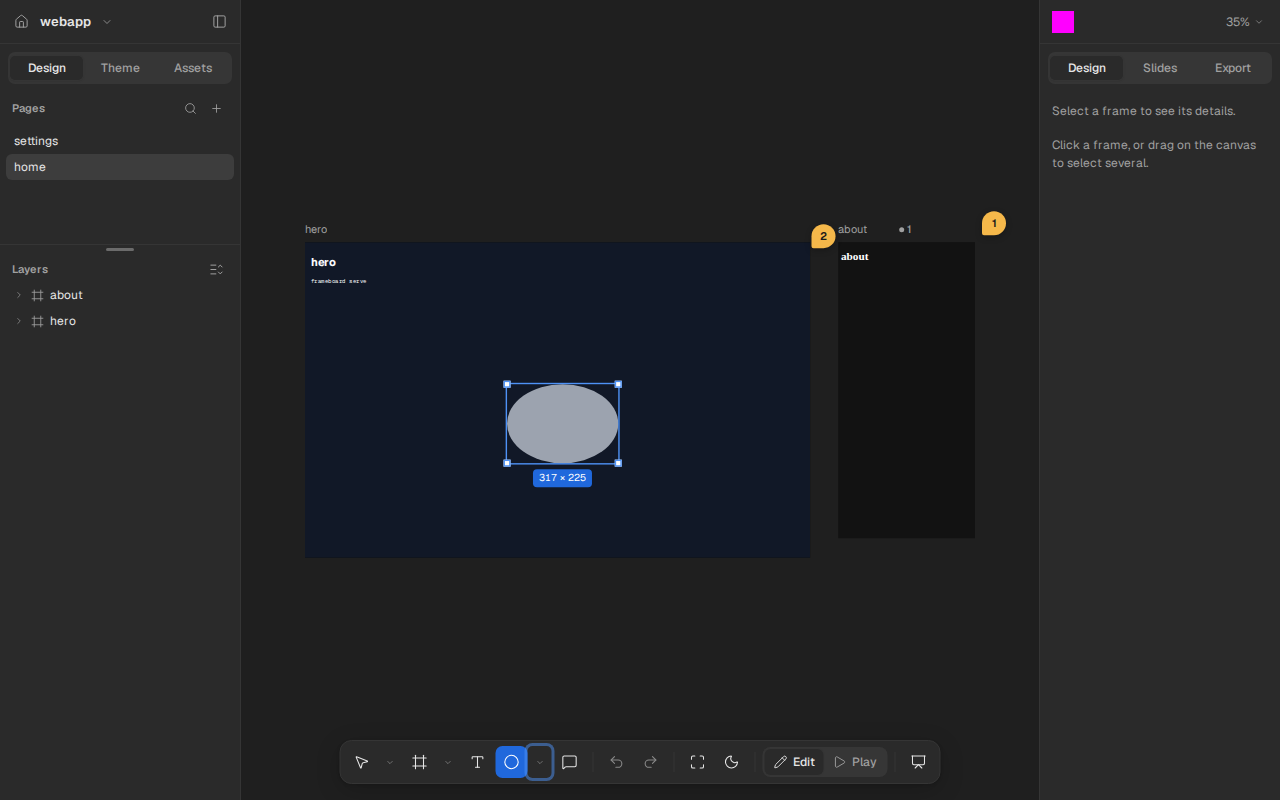 webapp
Design Theme Assets
Pages
settings
home
Layers
about
hero
hero
hero
frameboard serve
317 × 225
2
about 1
1
about
Edit Play
35%
Design Slides Export
Select a frame to see its details.
Click a frame, or drag on the canvas
to select several.